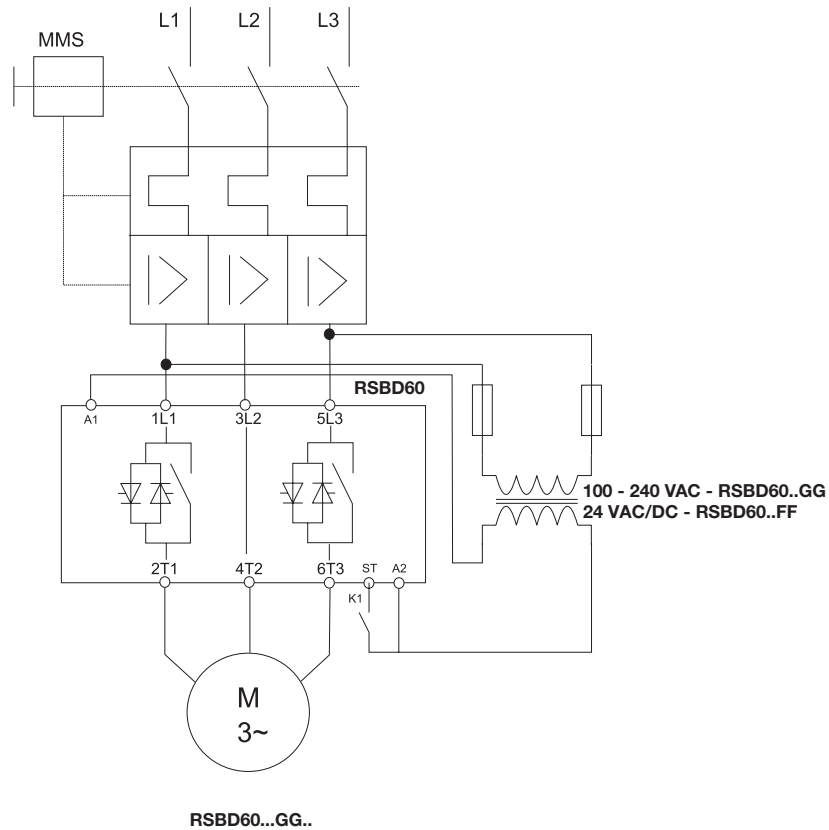 L1 L2 L3
MMS
RSBD60
A1 1L1 3L2 5L3
100 - 240 VAC - RSBD60..GG
24 VAC/DC - RSBD60..FF
2T1 4T2 6T3 ST A2
K1
M
3~
RSBD60...GG..